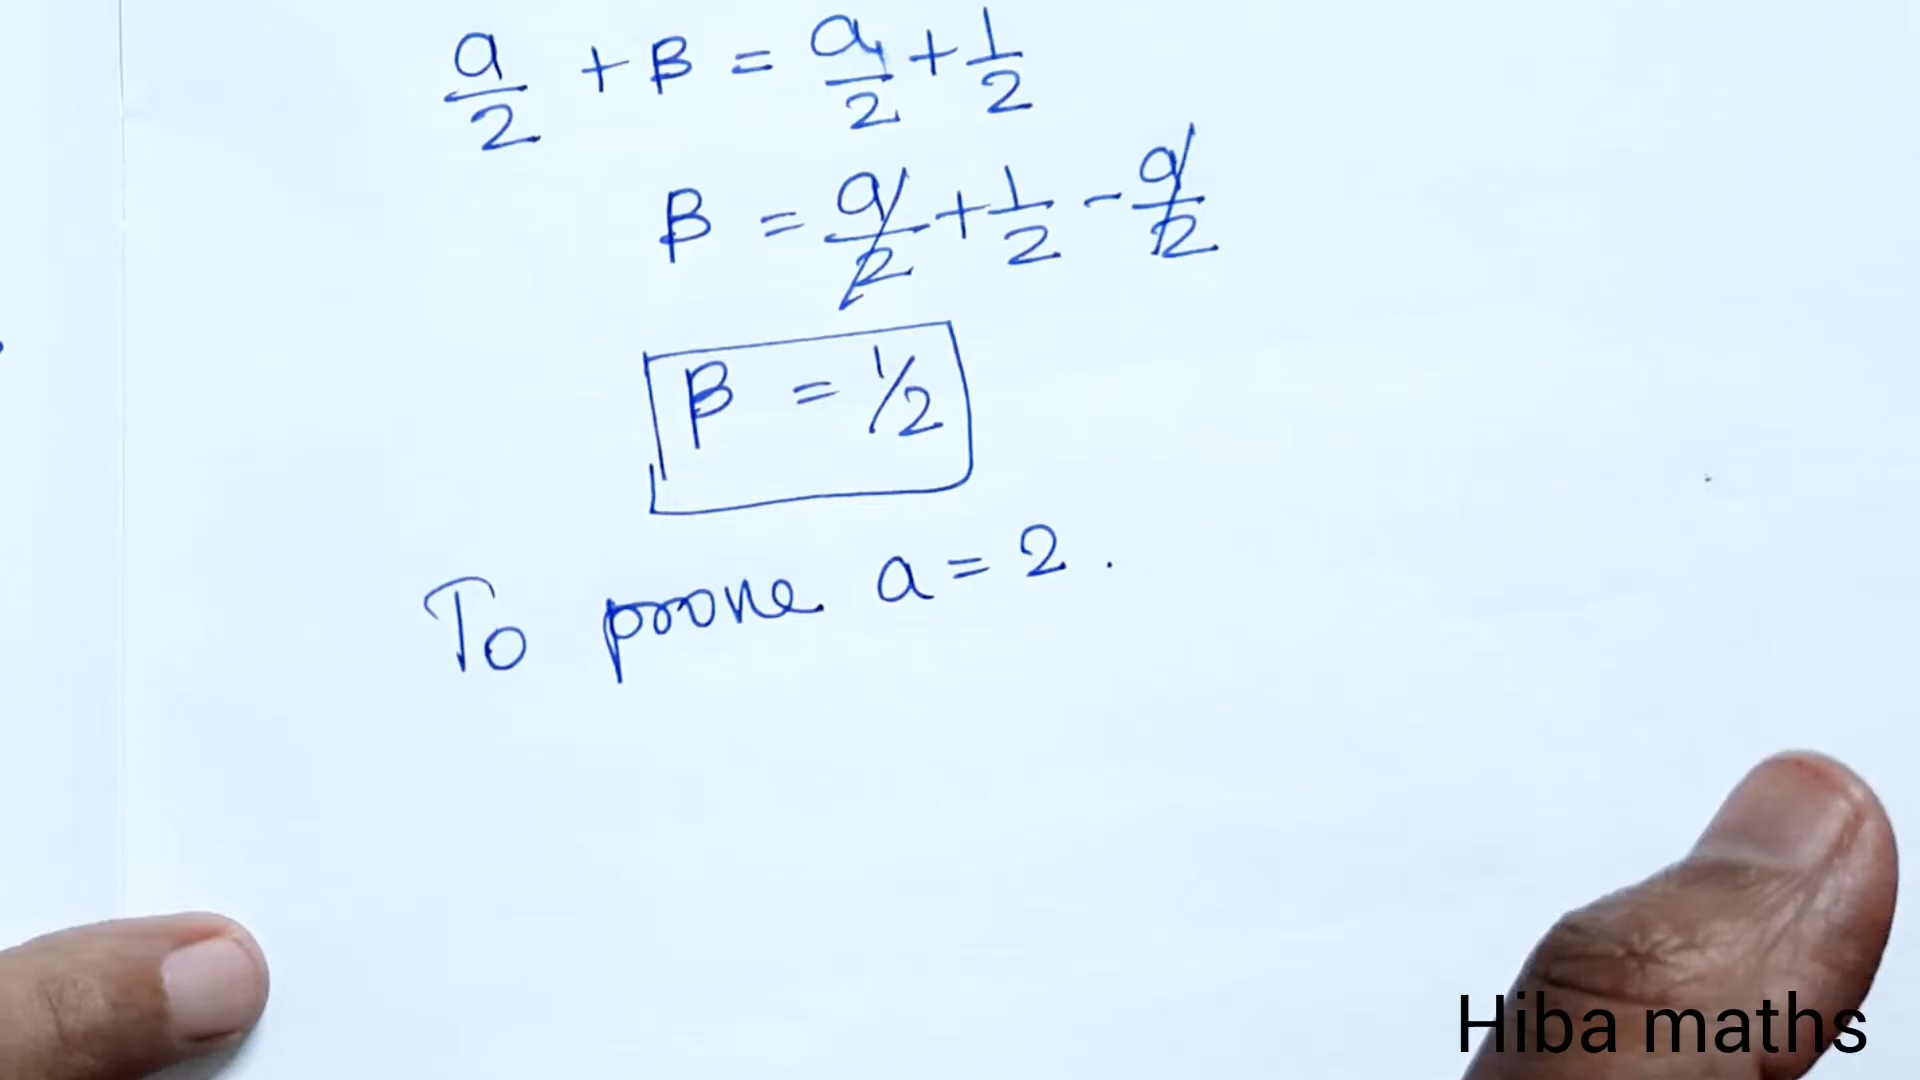 a/2 + β = a/2 + 1/2
β = a/2 + 1/2 - a/2
β = 1/2
To prove a = 2.
Hiba maths